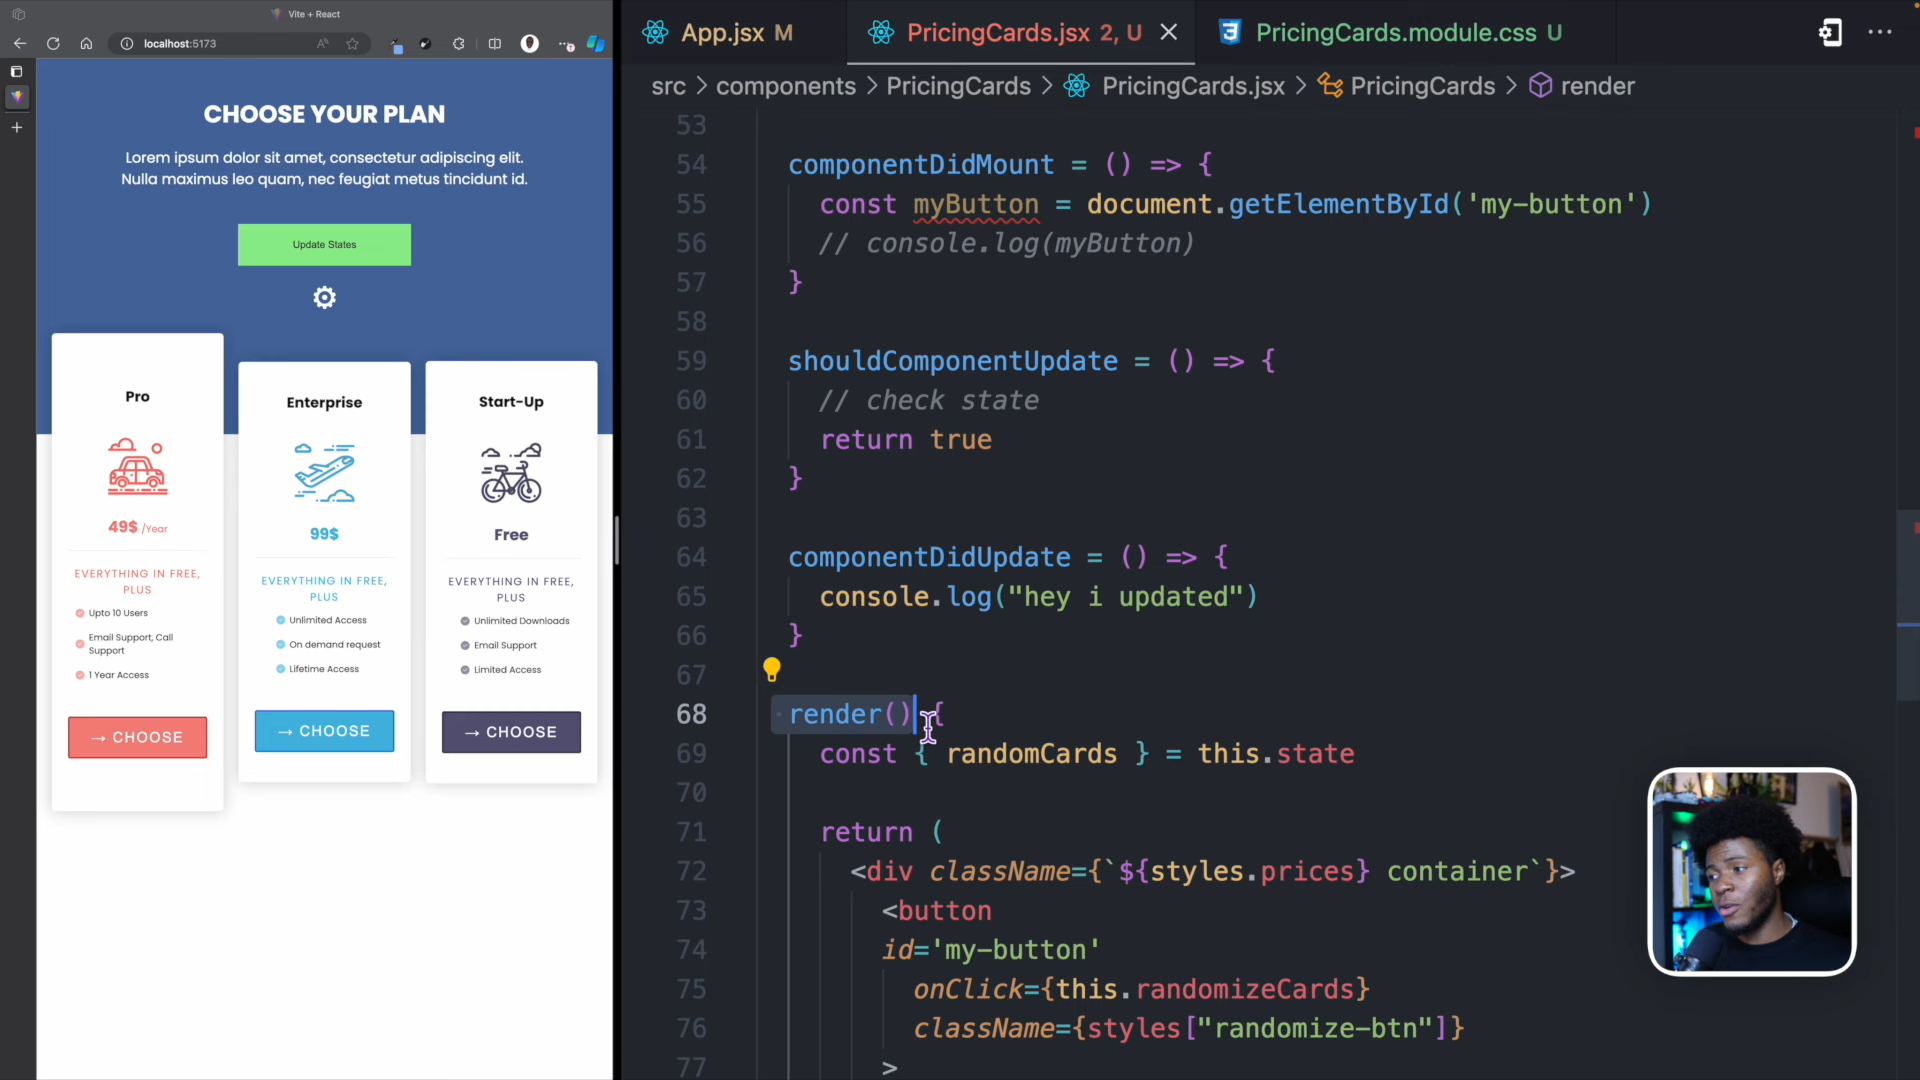 Vite + React
localhost:5173
CHOOSE YOUR PLAN
Lorem ipsum dolor sit amet, consectetur adipiscing elit.
Nulla maximus leo quam, nec feugiat metus tincidunt id.
Update States
Pro
49$ /Year
EVERYTHING IN FREE,
PLUS
Upto 10 Users
Email Support, Call
Support
1 Year Access
→ CHOOSE
Enterprise
99$
EVERYTHING IN FREE,
PLUS
Unlimited Access
On demand request
Lifetime Access
→ CHOOSE
Start-Up
Free
EVERYTHING IN FREE,
PLUS
Unlimited Downloads
Email Support
Limited Access
→ CHOOSE
App.jsx M
PricingCards.jsx 2, U
PricingCards.module.css U
src > components > PricingCards > PricingCards.jsx > PricingCards > render
53
54 componentDidMount = () => {
55 const myButton = document.getElementById('my-button')
56 // console.log(myButton)
57 }
58
59 shouldComponentUpdate = () => {
60 // check state
61 return true
62 }
63
64 componentDidUpdate = () => {
65 console.log("hey i updated")
66 }
67
68 render() {
69 const { randomCards } = this.state
70
71 return (
72 <div className={`${styles.prices} container`}>
73 <button
74 id='my-button'
75 onClick={this.randomizeCards}
76 className={styles["randomize-btn"]}
77 >